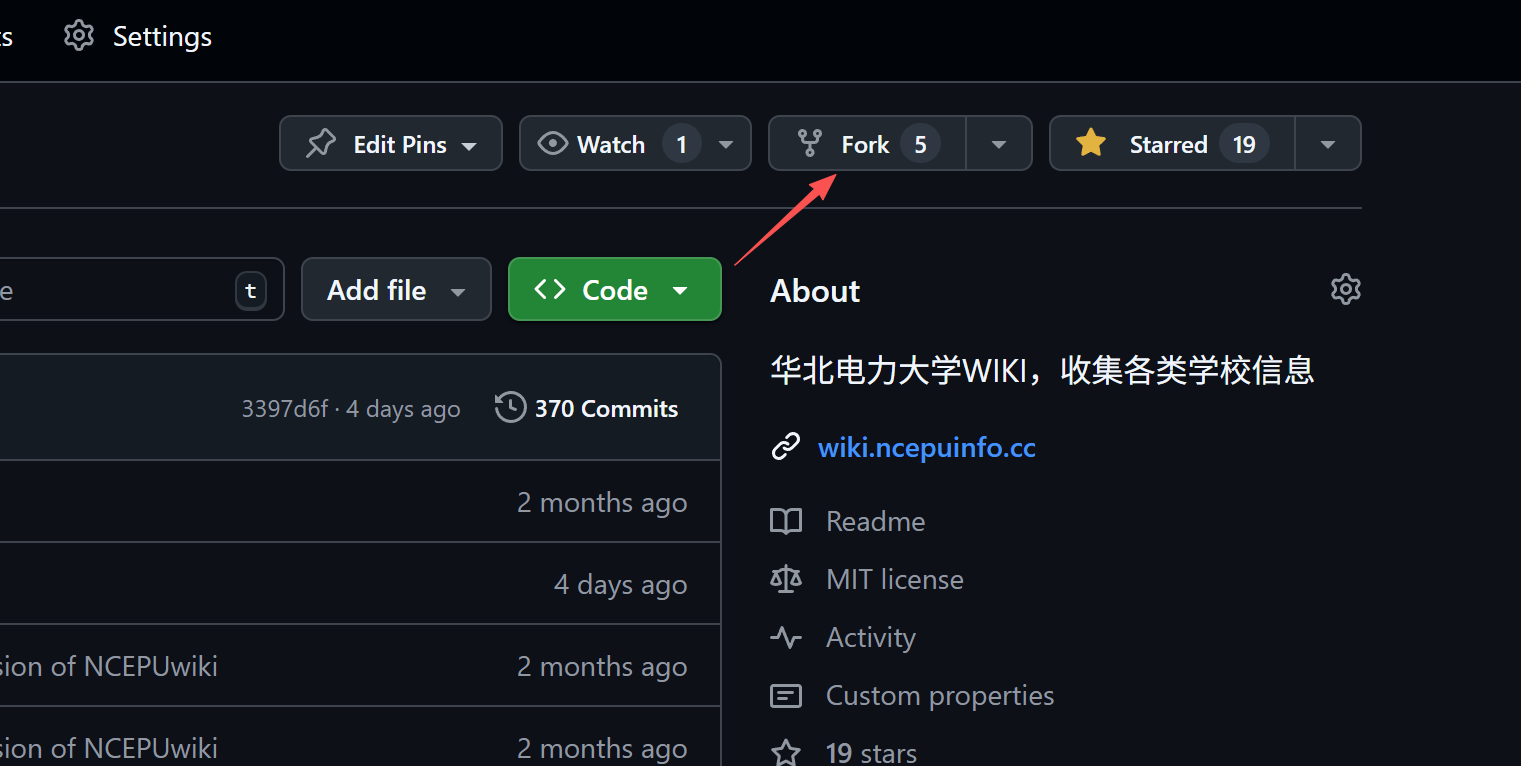 s Settings
Edit Pins Watch 1 Fork 5 Starred 19
e t Add file Code
About
华北电力大学WIKI，收集各类学校信息
3397d6f · 4 days ago 370 Commits
wiki.ncepuinfo.cc
2 months ago
Readme
4 days ago
MIT license
Activity
sion of NCEPUwiki 2 months ago
Custom properties
sion of NCEPUwiki 2 months ago
19 stars